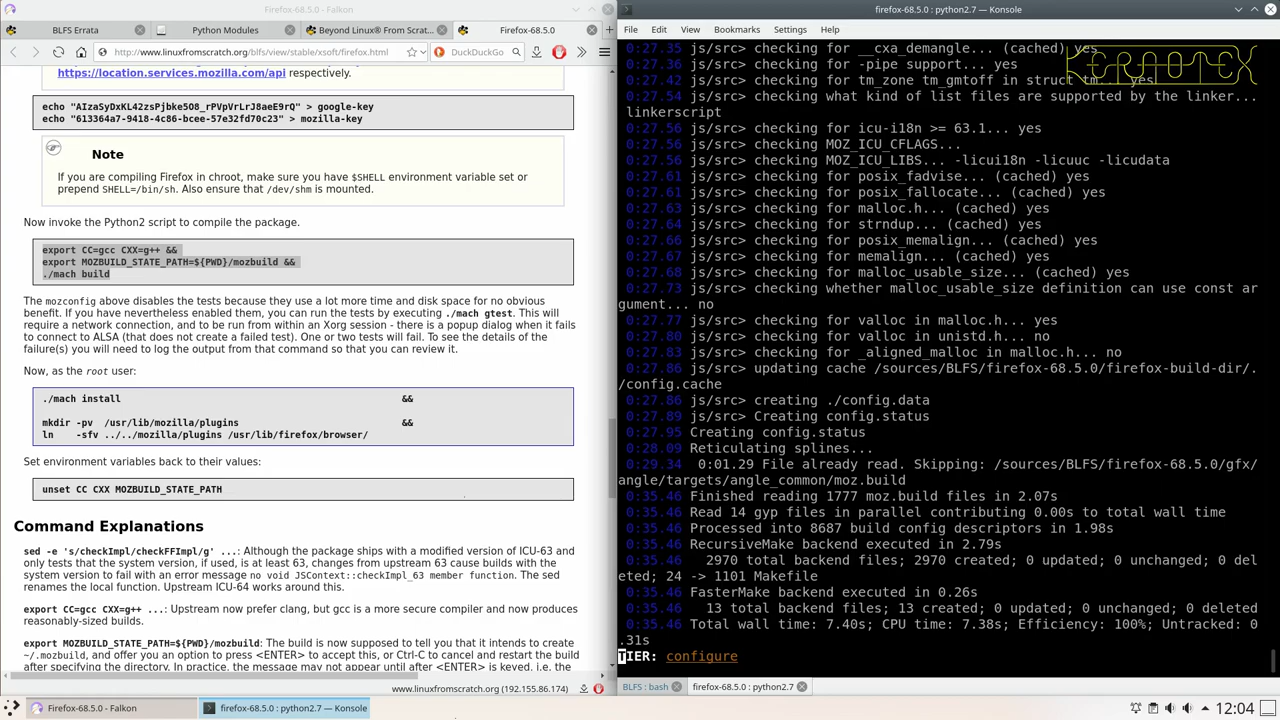 Firefox-68.5.0 - Falkon
BLFS Errata
Python Modules
Beyond Linux® From Scrat...
Firefox-68.5.0
http://www.linuxfromscratch.org/blfs/view/stable/xsoft/firefox.html
DuckDuckGo
https://location.services.mozilla.com/api respectively.
echo "AIzaSyDxKL42zsPjbke5O8_rPVpVrLrJ8aeE9rQ" > google-key
echo "613364a7-9418-4c86-bcee-57e32fd70c23" > mozilla-key
Note
If you are compiling Firefox in chroot, make sure you have $SHELL environment variable set or
prepend SHELL=/bin/sh. Also ensure that /dev/shm is mounted.
Now invoke the Python2 script to compile the package.
export CC=gcc CXX=g++ &&
export MOZBUILD_STATE_PATH=${PWD}/mozbuild &&
./mach build
The mozconfig above disables the tests because they use a lot more time and disk space for no obvious
benefit. If you have nevertheless enabled them, you can run the tests by executing ./mach gtest. This will
require a network connection, and to be run from within an Xorg session - there is a popup dialog when it fails
to connect to ALSA (that does not create a failed test). One or two tests will fail. To see the details of the
failure(s) you will need to log the output from that command so that you can review it.
Now, as the root user:
./mach install &&
mkdir -pv /usr/lib/mozilla/plugins &&
ln -sfv ../../mozilla/plugins /usr/lib/firefox/browser/
Set environment variables back to their values:
unset CC CXX MOZBUILD_STATE_PATH
Command Explanations
sed -e 's/checkImpl/checkFFImpl/g' ...: Although the package ships with a modified version of ICU-63 and
only tests that the system version, if used, is at least 63, changes from upstream 63 cause builds with the
system version to fail with an error message no void JSContext::checkImpl_63 member function. The sed
renames the local function. Upstream ICU-64 works around this.
export CC=gcc CXX=g++ ...: Upstream now prefer clang, but gcc is a more secure compiler and now produces
reasonably-sized builds.
export MOZBUILD_STATE_PATH=${PWD}/mozbuild: The build is now supposed to tell you that it intends to create
~/.mozbuild, and offer you an option to press <ENTER> to accept this, or Ctrl-C to cancel and restart the build
after specifying the directory. In practice, the message may not appear until after <ENTER> is keyed, i.e. the
www.linuxfromscratch.org (192.155.86.174)
firefox-68.5.0 : python2.7 — Konsole
File Edit View Bookmarks Settings Help
KERNOTEX
0:27.35 js/src> checking for __cxa_demangle... (cached) yes
0:27.36 js/src> checking for -pipe support... yes
0:27.42 js/src> checking for tm_zone tm_gmtoff in struct tm... yes
0:27.54 js/src> checking what kind of list files are supported by the linker...
linkerscript
0:27.56 js/src> checking for icu-i18n >= 63.1... yes
0:27.56 js/src> checking MOZ_ICU_CFLAGS...
0:27.56 js/src> checking MOZ_ICU_LIBS... -licui18n -licuuc -licudata
0:27.61 js/src> checking for posix_fadvise... (cached) yes
0:27.61 js/src> checking for posix_fallocate... (cached) yes
0:27.63 js/src> checking for malloc.h... (cached) yes
0:27.64 js/src> checking for strndup... (cached) yes
0:27.66 js/src> checking for posix_memalign... (cached) yes
0:27.67 js/src> checking for memalign... (cached) yes
0:27.68 js/src> checking for malloc_usable_size... (cached) yes
0:27.73 js/src> checking whether malloc_usable_size definition can use const ar
gument... no
0:27.77 js/src> checking for valloc in malloc.h... yes
0:27.80 js/src> checking for valloc in unistd.h... no
0:27.83 js/src> checking for _aligned_malloc in malloc.h... no
0:27.86 js/src> updating cache /sources/BLFS/firefox-68.5.0/firefox-build-dir/.
/config.cache
0:27.86 js/src> creating ./config.data
0:27.89 js/src> Creating config.status
0:27.95 Creating config.status
0:28.09 Reticulating splines...
0:29.34 0:01.29 File already read. Skipping: /sources/BLFS/firefox-68.5.0/gfx/
angle/targets/angle_common/moz.build
0:35.46 Finished reading 1777 moz.build files in 2.07s
0:35.46 Read 14 gyp files in parallel contributing 0.00s to total wall time
0:35.46 Processed into 8687 build config descriptors in 1.98s
0:35.46 RecursiveMake backend executed in 2.79s
0:35.46 2970 total backend files; 2970 created; 0 updated; 0 unchanged; 0 del
eted; 24 -> 1101 Makefile
0:35.46 FasterMake backend executed in 0.26s
0:35.46 13 total backend files; 13 created; 0 updated; 0 unchanged; 0 deleted
0:35.46 Total wall time: 7.40s; CPU time: 7.38s; Efficiency: 100%; Untracked: 0
.31s
TIER: configure
BLFS : bash
firefox-68.5.0 : python2.7
Firefox-68.5.0 - Falkon
firefox-68.5.0 : python2.7 — Konsole
12:04